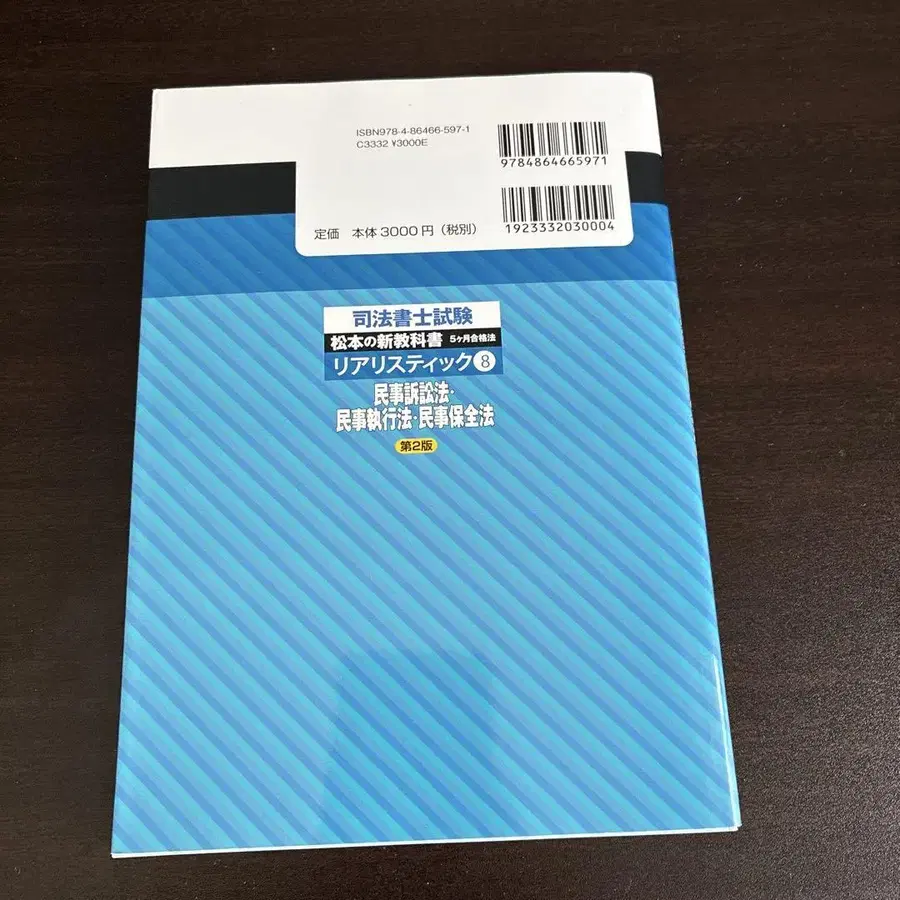 ISBN978-4-86466-597-1
C3332 ¥3000E
定価 本体3000円(税別)
9784864665971
1923332030004
司法書士試験
松本の新教科書 5ヶ月合格法
リアリスティック8
民事訴訟法・
民事執行法・民事保全法
第2版